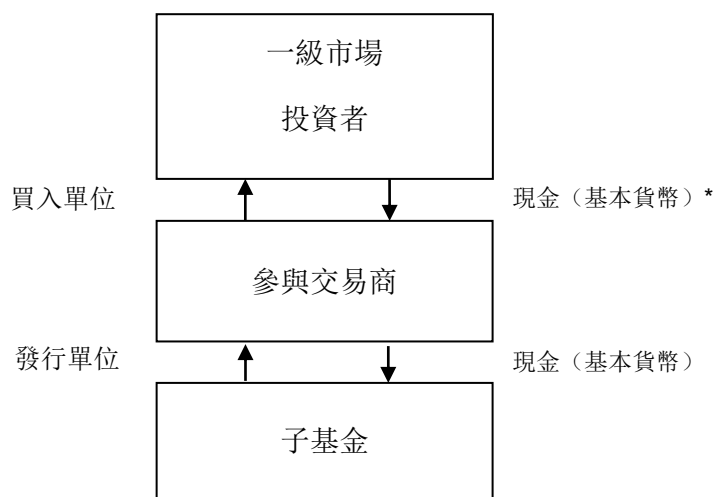 一級市場
投資者
買入單位
現金（基本貨幣）*
參與交易商
發行單位
現金（基本貨幣）
子基金